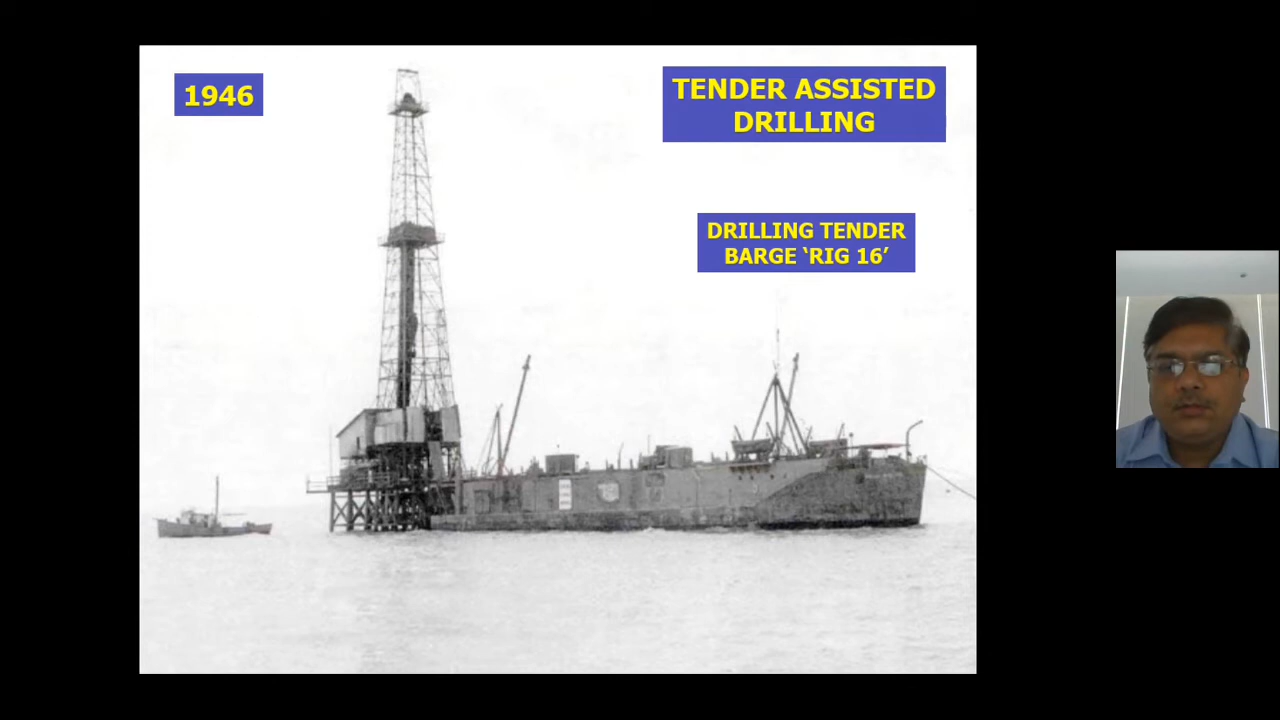 1946
TENDER ASSISTED
DRILLING
DRILLING TENDER
BARGE ‘RIG 16’